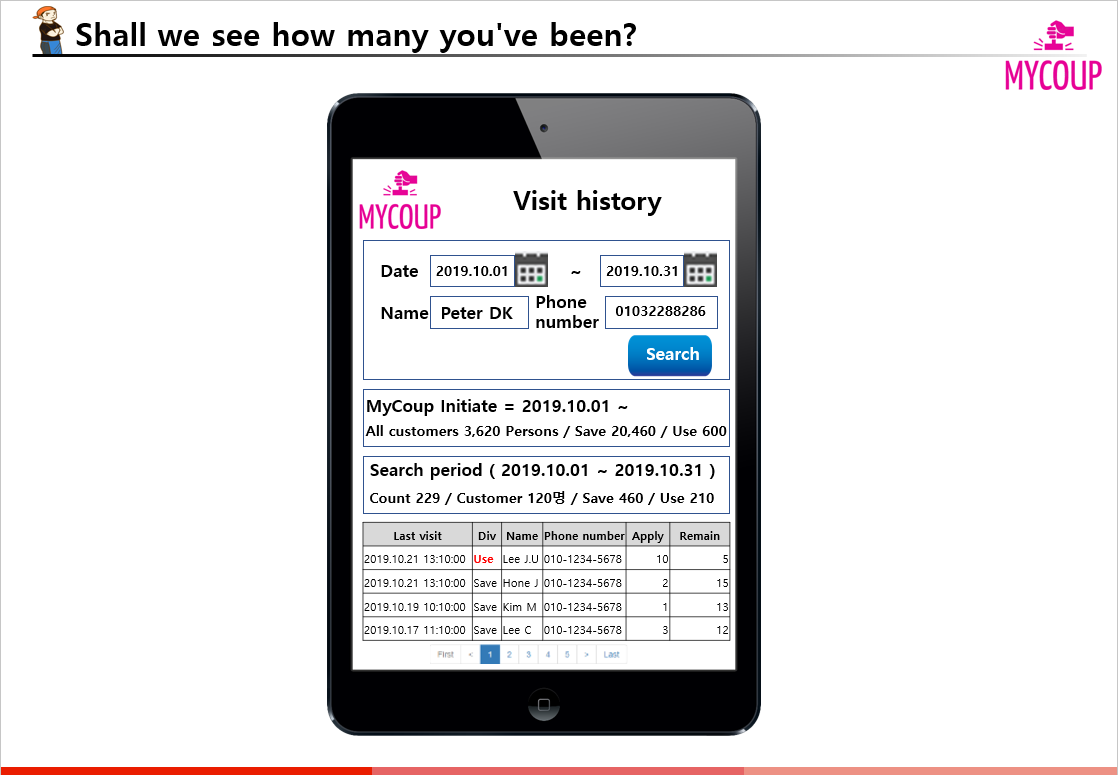 Shall we see how many you've been?
MYCOUP
MYCOUP
Visit history
Date 2019.10.01 ~ 2019.10.31
Name Peter DK Phone number 01032288286
Search
MyCoup Initiate = 2019.10.01 ~
All customers 3,620 Persons / Save 20,460 / Use 600
Search period ( 2019.10.01 ~ 2019.10.31 )
Count 229 / Customer 120명 / Save 460 / Use 210
Last visit Div Name Phone number Apply Remain
2019.10.21 13:10:00 Use Lee J.U 010-1234-5678 10 5
2019.10.21 13:10:00 Save Hone J 010-1234-5678 2 15
2019.10.19 10:10:00 Save Kim M 010-1234-5678 1 13
2019.10.17 11:10:00 Save Lee C 010-1234-5678 3 12
First < 1 2 3 4 5 > Last